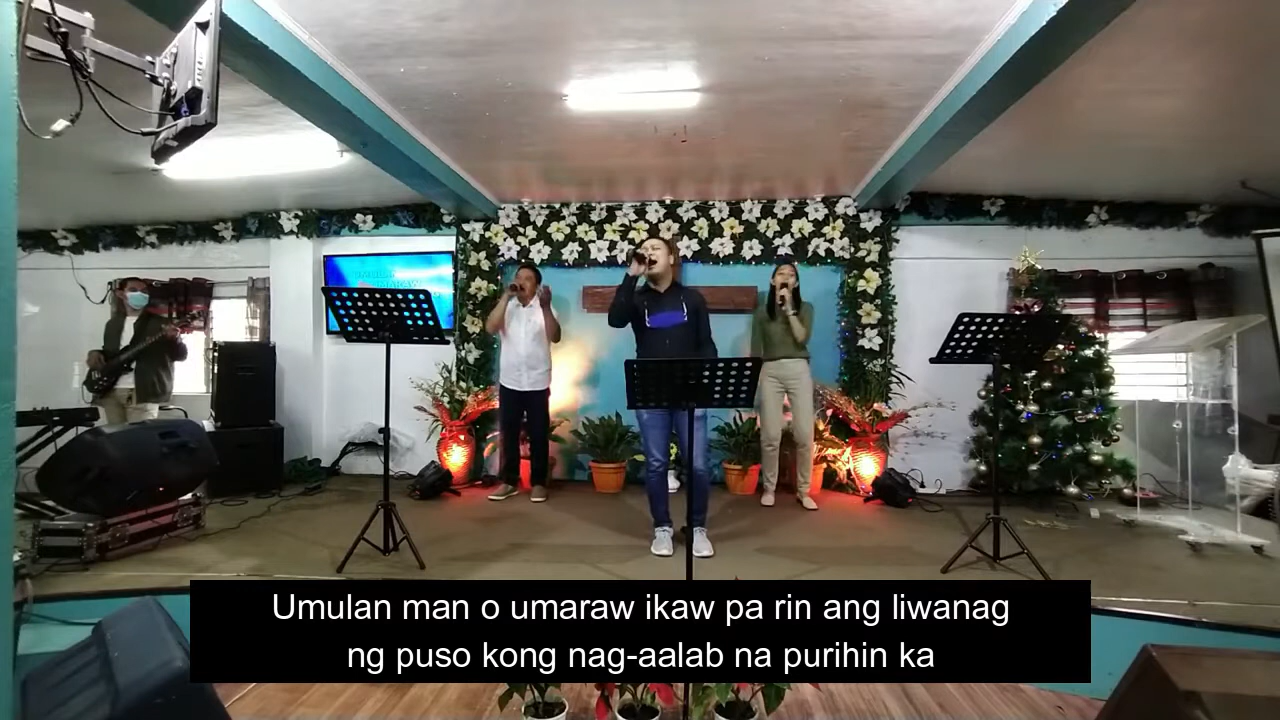 Umulan man o umaraw ikaw pa rin ang liwanag
ng puso kong nag-aalab na purihin ka